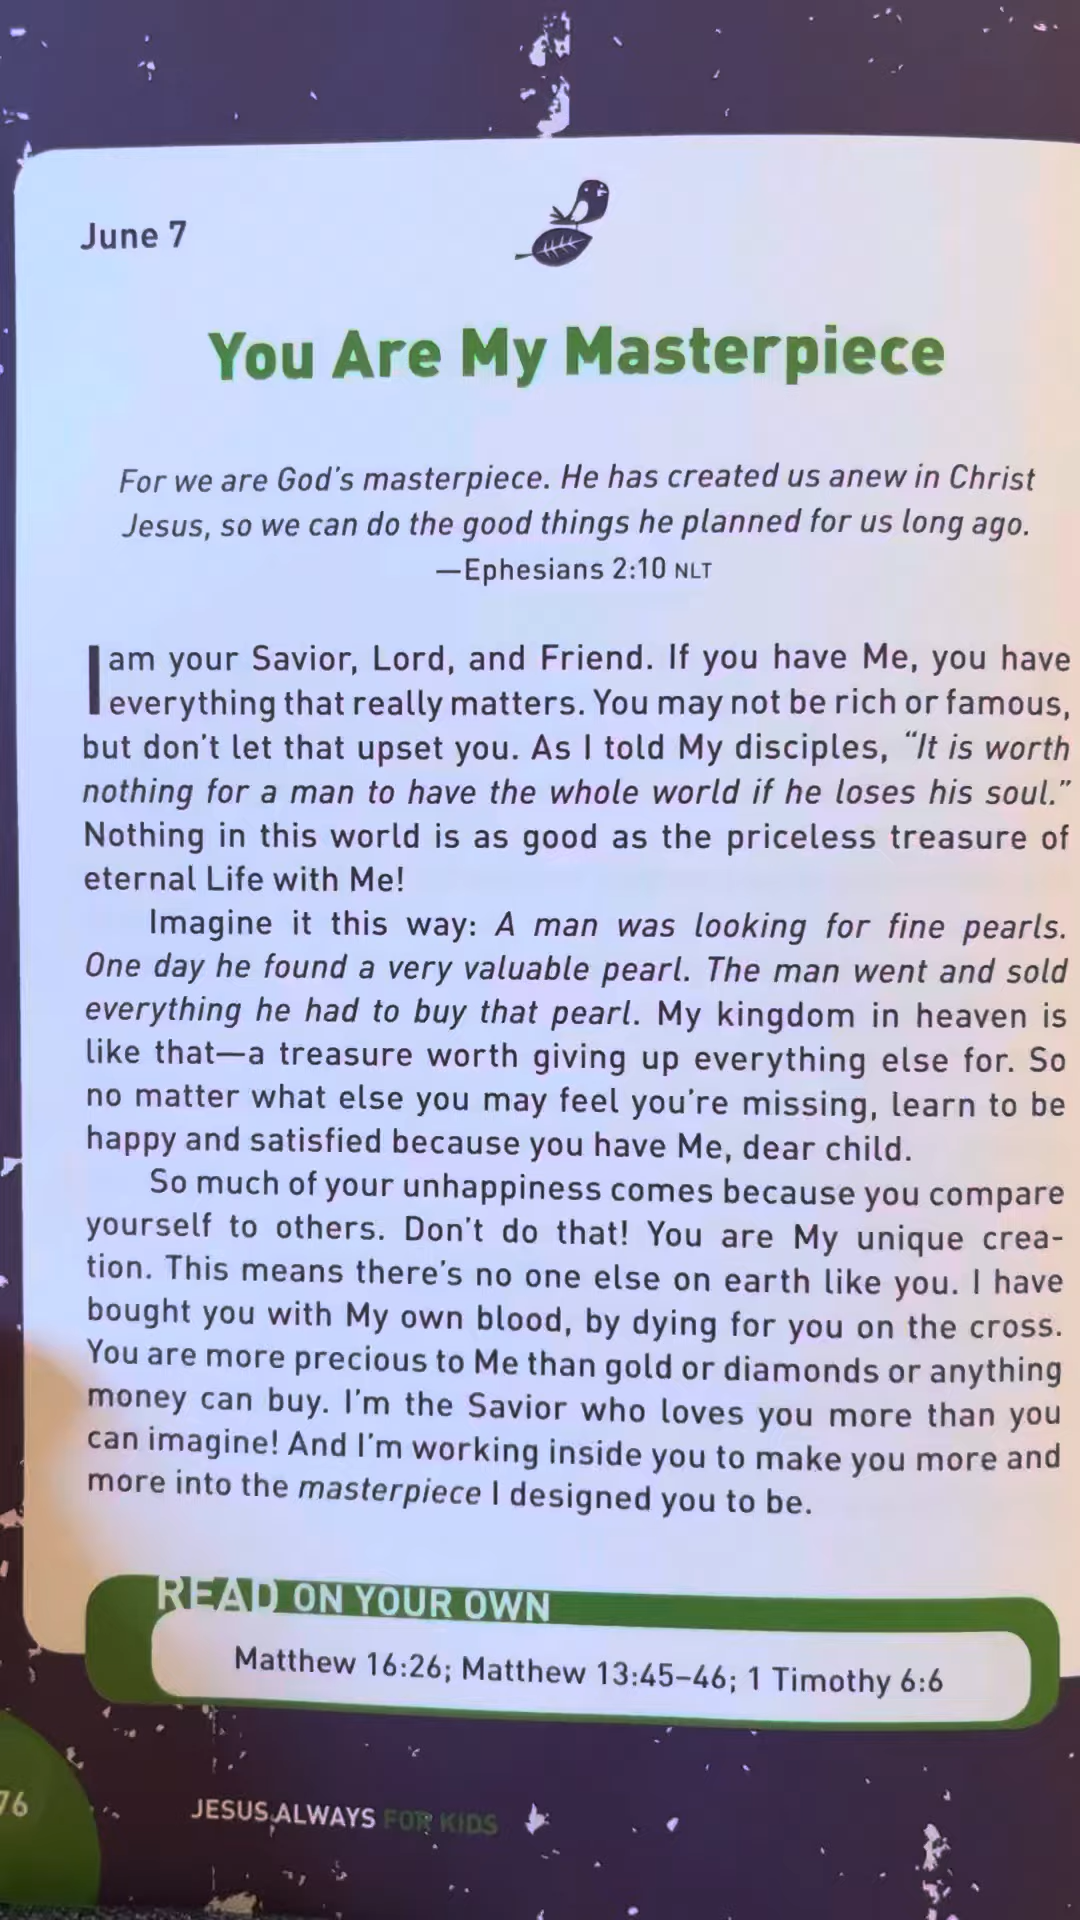 June 7
You Are My Masterpiece
For we are God's masterpiece. He has created us anew in Christ
Jesus, so we can do the good things he planned for us long ago.
—Ephesians 2:10 NLT
I am your Savior, Lord, and Friend. If you have Me, you have
everything that really matters. You may not be rich or famous,
but don't let that upset you. As I told My disciples, "It is worth
nothing for a man to have the whole world if he loses his soul."
Nothing in this world is as good as the priceless treasure of
eternal Life with Me!
Imagine it this way: A man was looking for fine pearls.
One day he found a very valuable pearl. The man went and sold
everything he had to buy that pearl. My kingdom in heaven is
like that—a treasure worth giving up everything else for. So
no matter what else you may feel you're missing, learn to be
happy and satisfied because you have Me, dear child.
So much of your unhappiness comes because you compare
yourself to others. Don't do that! You are My unique crea-
tion. This means there's no one else on earth like you. I have
bought you with My own blood, by dying for you on the cross.
You are more precious to Me than gold or diamonds or anything
money can buy. I'm the Savior who loves you more than you
can imagine! And I'm working inside you to make you more and
more into the masterpiece I designed you to be.
READ ON YOUR OWN
Matthew 16:26; Matthew 13:45–46; 1 Timothy 6:6
76
JESUS ALWAYS FOR KIDS